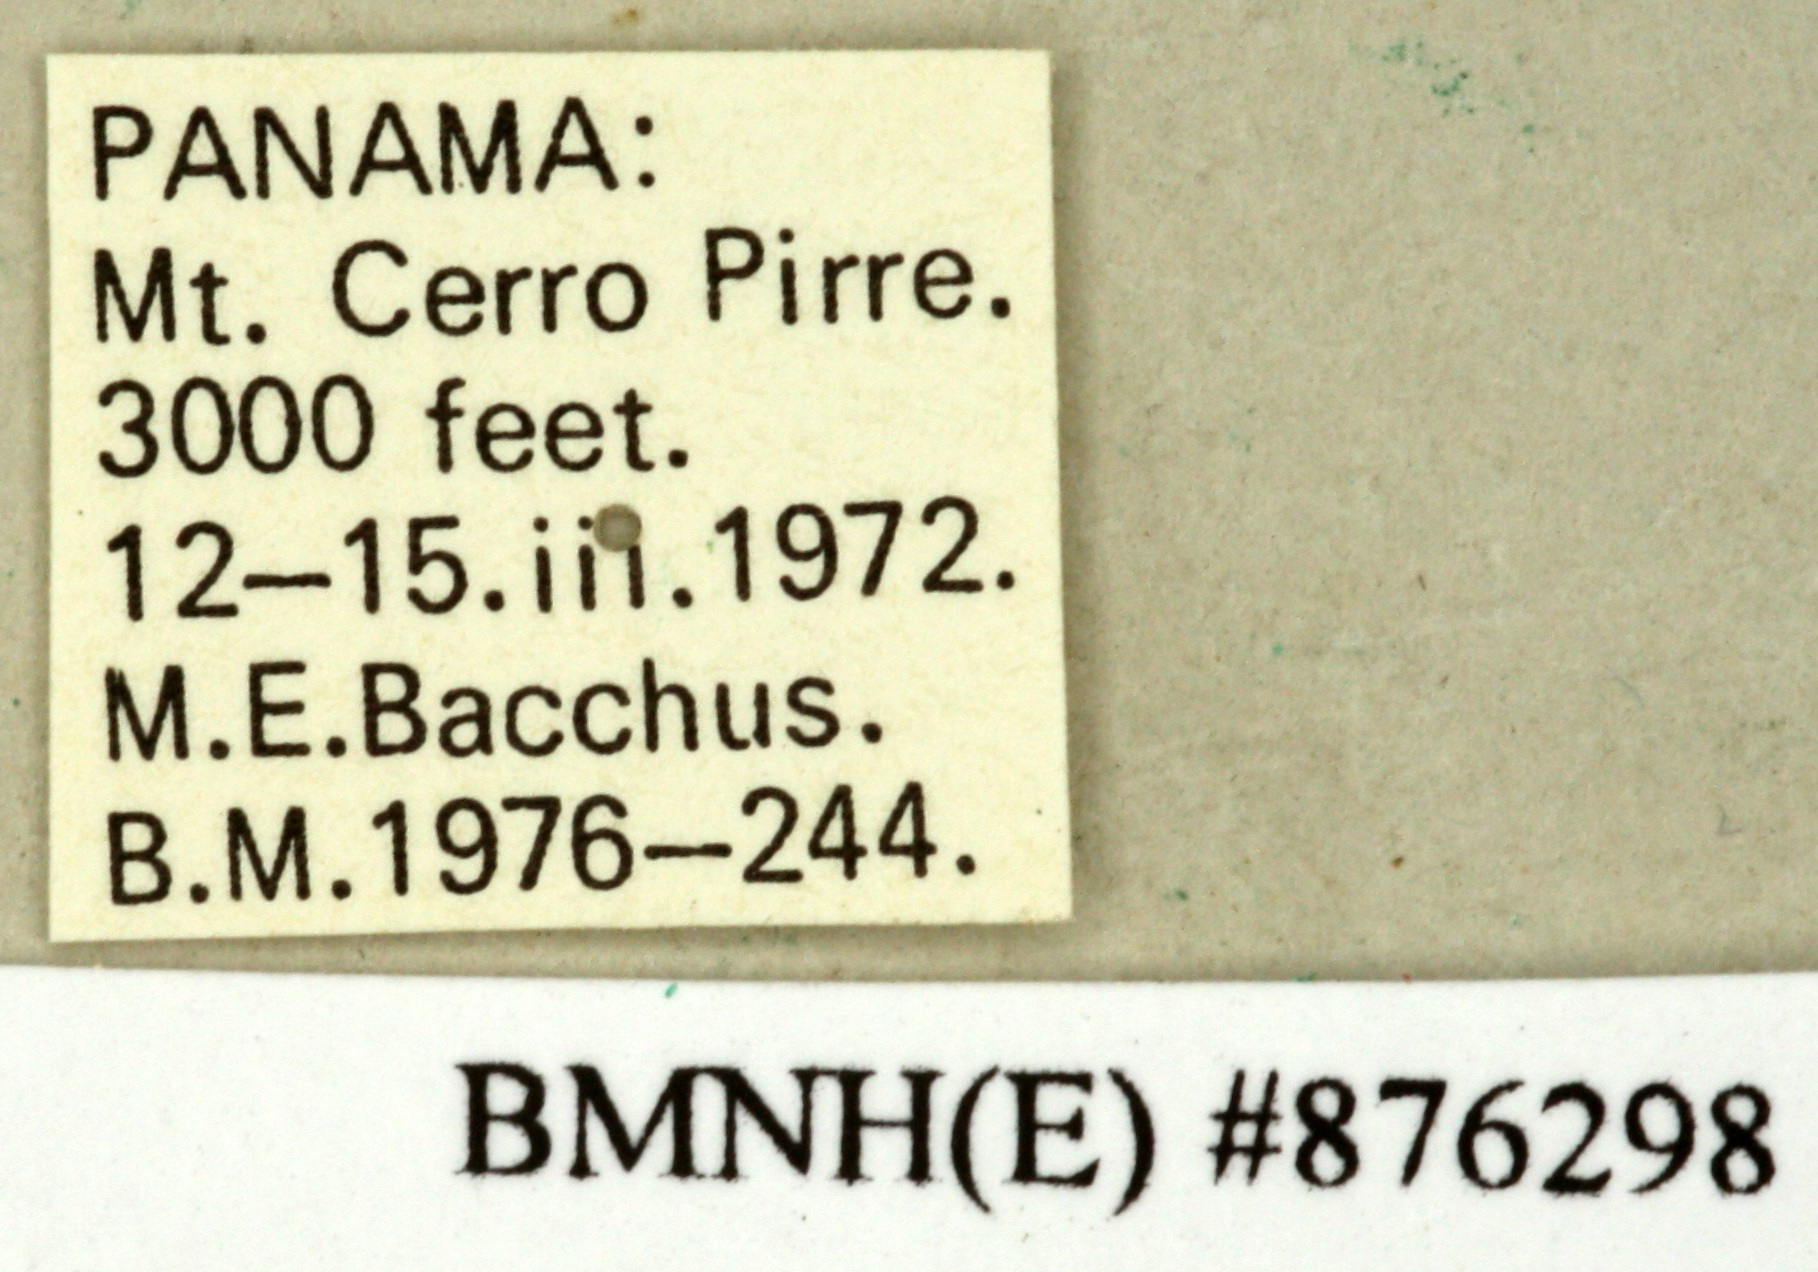 PANAMA:
Mt. Cerro Pirre.
3000 feet.
12–15.iii.1972.
M.E.Bacchus.
B.M.1976–244.
BMNH(E) #876298